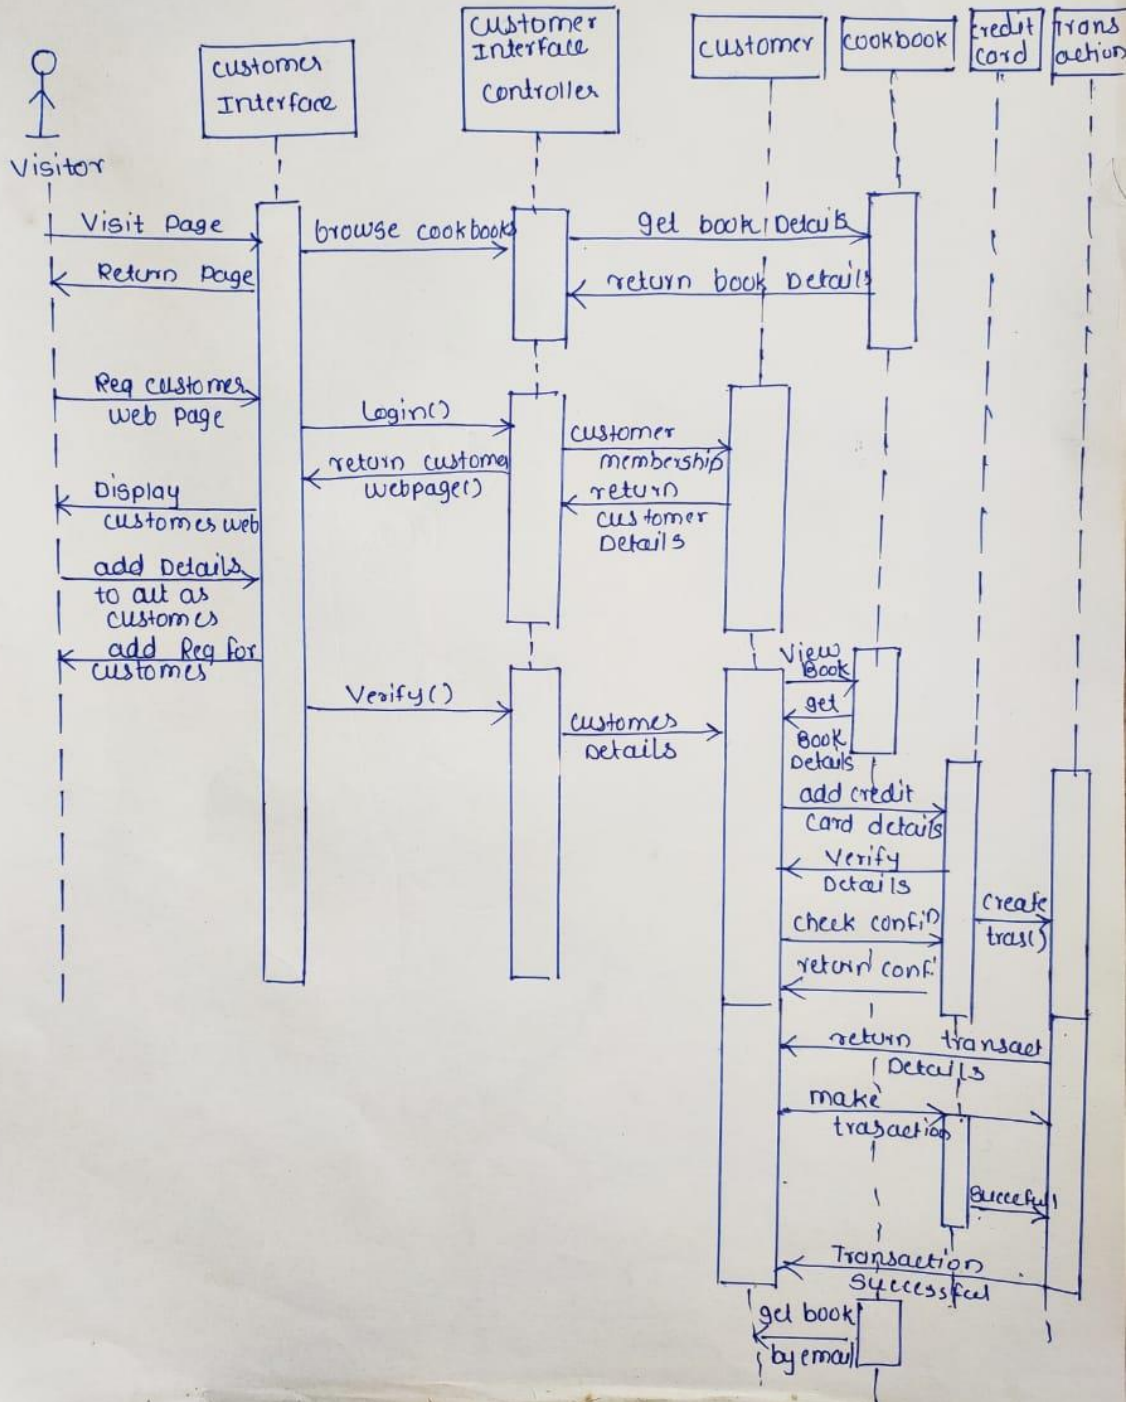 Customer
Interface
Controller
customer
Interface
customer
cookbook
credit
card
Trans
action
Visitor
Visit Page
browse cookbook
get book Details
Return Page
return book Details
Req customer
web page
Login()
customer
membership
return customer
webpage()
return
customer
Details
Display
customer web
add Details
to act as
customer
add Req for
customer
View
Book
get
Book
Details
Verify()
customer
Details
add credit
card details
Verify
Details
create
tras()
check confin
return conf
return transact
Details
make
trasaction
succefull
Transaction
Successful
get book
by email